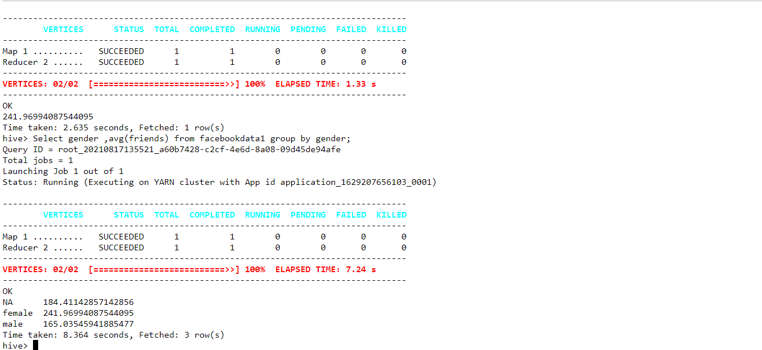 --------------------------------------------------------------------------------
        VERTICES      STATUS  TOTAL  COMPLETED  RUNNING  PENDING  FAILED  KILLED
--------------------------------------------------------------------------------
Map 1 ..........   SUCCEEDED      1          1        0        0       0       0
Reducer 2 ......   SUCCEEDED      1          1        0        0       0       0
--------------------------------------------------------------------------------
VERTICES: 02/02  [==========================>>] 100%  ELAPSED TIME: 1.33 s
--------------------------------------------------------------------------------
OK
241.96994087544095
Time taken: 2.635 seconds, Fetched: 1 row(s)
hive> Select gender ,avg(friends) from facebookdata1 group by gender;
Query ID = root_20210817135521_a60b7428-c2cf-4e6d-8a08-09d45de94afe
Total jobs = 1
Launching Job 1 out of 1
Status: Running (Executing on YARN cluster with App id application_1629207656103_0001)
--------------------------------------------------------------------------------
        VERTICES      STATUS  TOTAL  COMPLETED  RUNNING  PENDING  FAILED  KILLED
--------------------------------------------------------------------------------
Map 1 ..........   SUCCEEDED      1          1        0        0       0       0
Reducer 2 ......   SUCCEEDED      1          1        0        0       0       0
--------------------------------------------------------------------------------
VERTICES: 02/02  [==========================>>] 100%  ELAPSED TIME: 7.24 s
--------------------------------------------------------------------------------
OK
NA      184.41142857142856
female  241.96994087544095
male    165.03545941885477
Time taken: 8.364 seconds, Fetched: 3 row(s)
hive>